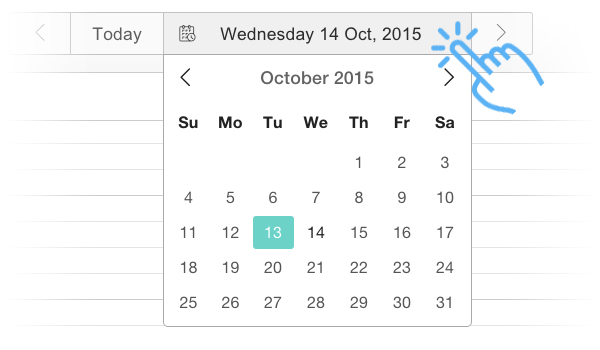 Today Wednesday 14 Oct, 2015
October 2015
Su Mo Tu We Th Fr Sa
1 2 3
4 5 6 7 8 9 10
11 12 13 14 15 16 17
18 19 20 21 22 23 24
25 26 27 28 29 30 31